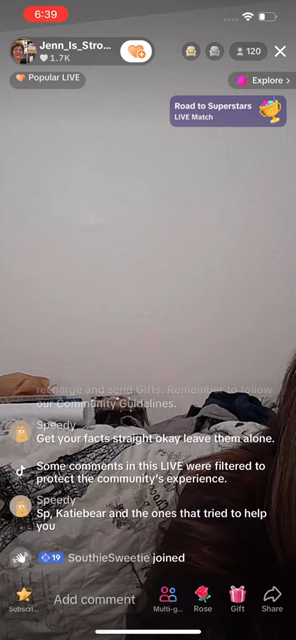 6:39
Jenn_Is_Stro...
1.7K
120
Popular LIVE
Explore >
Road to Superstars
LIVE Match
recharge and send Gifts. Remember to follow
our Community Guidelines.
Speedy
Get your facts straight okay leave them alone.
Some comments in this LIVE were filtered to
protect the community's experience.
Speedy
Sp, Katiebear and the ones that tried to help
you
19 SouthieSweetie joined
Add comment
Subscri...
Multi-g...
Rose
Gift
Share